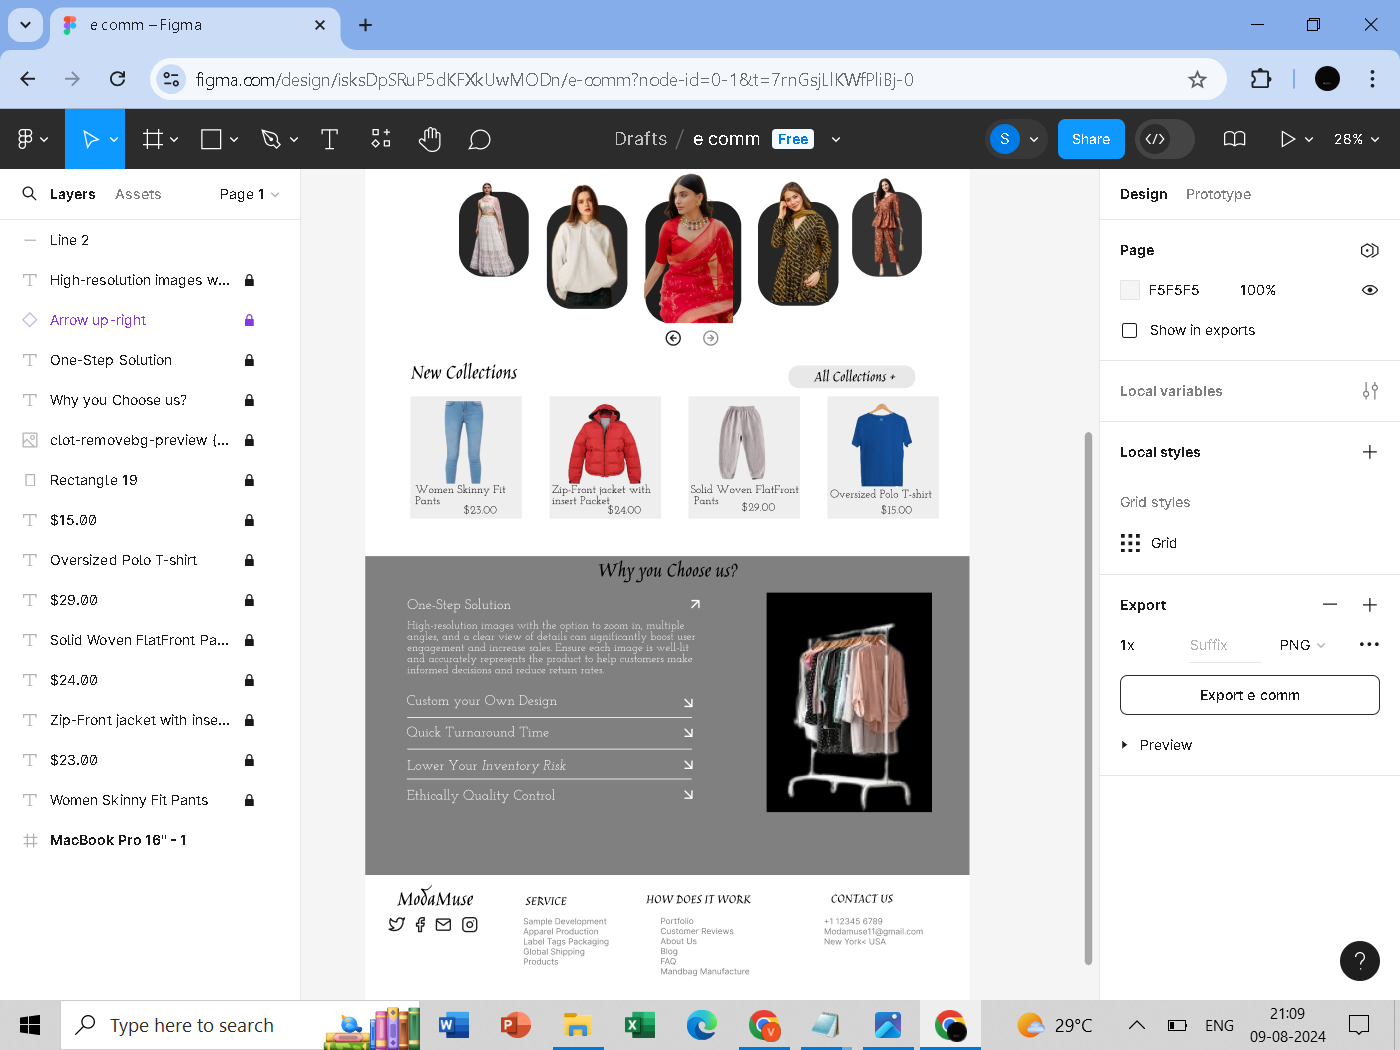 e comm – Figma
figma.com/design/isksDpSRuP5dKFXkUwMODn/e-comm?node-id=0-1&t=7rnGsjLlKWfPliBj-0
Drafts / e comm Free
S
Share
28%
Layers Assets Page 1
Line 2
High-resolution images w...
Arrow up-right
One-Step Solution
Why you Choose us?
clot-removebg-preview (...
Rectangle 19
$15.00
Oversized Polo T-shirt
$29.00
Solid Woven FlatFront Pa...
$24.00
Zip-Front jacket with inse...
$23.00
Women Skinny Fit Pants
MacBook Pro 16" - 1
New Collections
All Collections +
Women Skinny Fit
Pants
$23.00
Zip-Front jacket with
insert Packet
$24.00
Solid Woven FlatFront
Pants
$29.00
Oversized Polo T-shirt
$15.00
Why you Choose us?
One-Step Solution
High-resolution images with the option to zoom in, multiple
angles, and a clear view of details can significantly boost user
engagement and increase sales. Ensure each image is well-lit
and accurately represents the product to help customers make
informed decisions and reduce return rates.
Custom your Own Design
Quick Turnaround Time
Lower Your Inventory Risk
Ethically Quality Control
ModaMuse
SERVICE
Sample Development
Apparel Production
Label Tags Packaging
Global Shipping
Products
HOW DOES IT WORK
Portfolio
Customer Reviews
About Us
Blog
FAQ
Mandbag Manufacture
CONTACT US
+1 12345 6789
Modamuse11@gmail.com
New York< USA
Design Prototype
Page
F5F5F5 100%
Show in exports
Local variables
Local styles
Grid styles
Grid
Export
1x Suffix PNG
Export e comm
Preview
?
Type here to search
29°C
ENG
21:09
09-08-2024